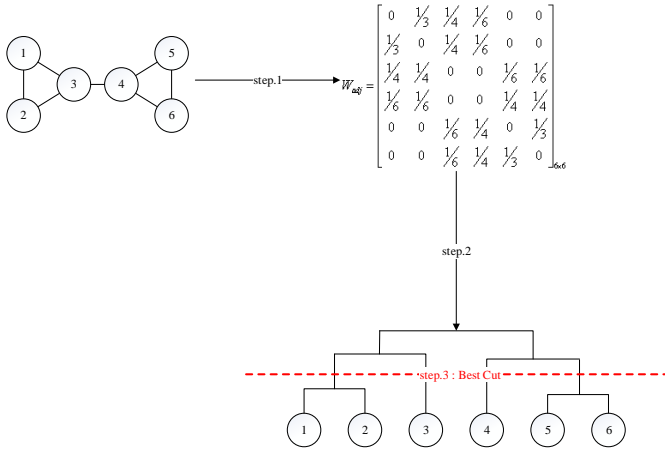 1 5
3 4
2 6
step.1
W_adj =
0 1/3 1/4 1/6 0 0
1/3 0 1/4 1/6 0 0
1/4 1/4 0 0 1/6 1/6
1/6 1/6 0 0 1/4 1/4
0 0 1/6 1/4 0 1/3
0 0 1/6 1/4 1/3 0
6x6
step.2
step.3 : Best Cut
1 2 3 4 5 6